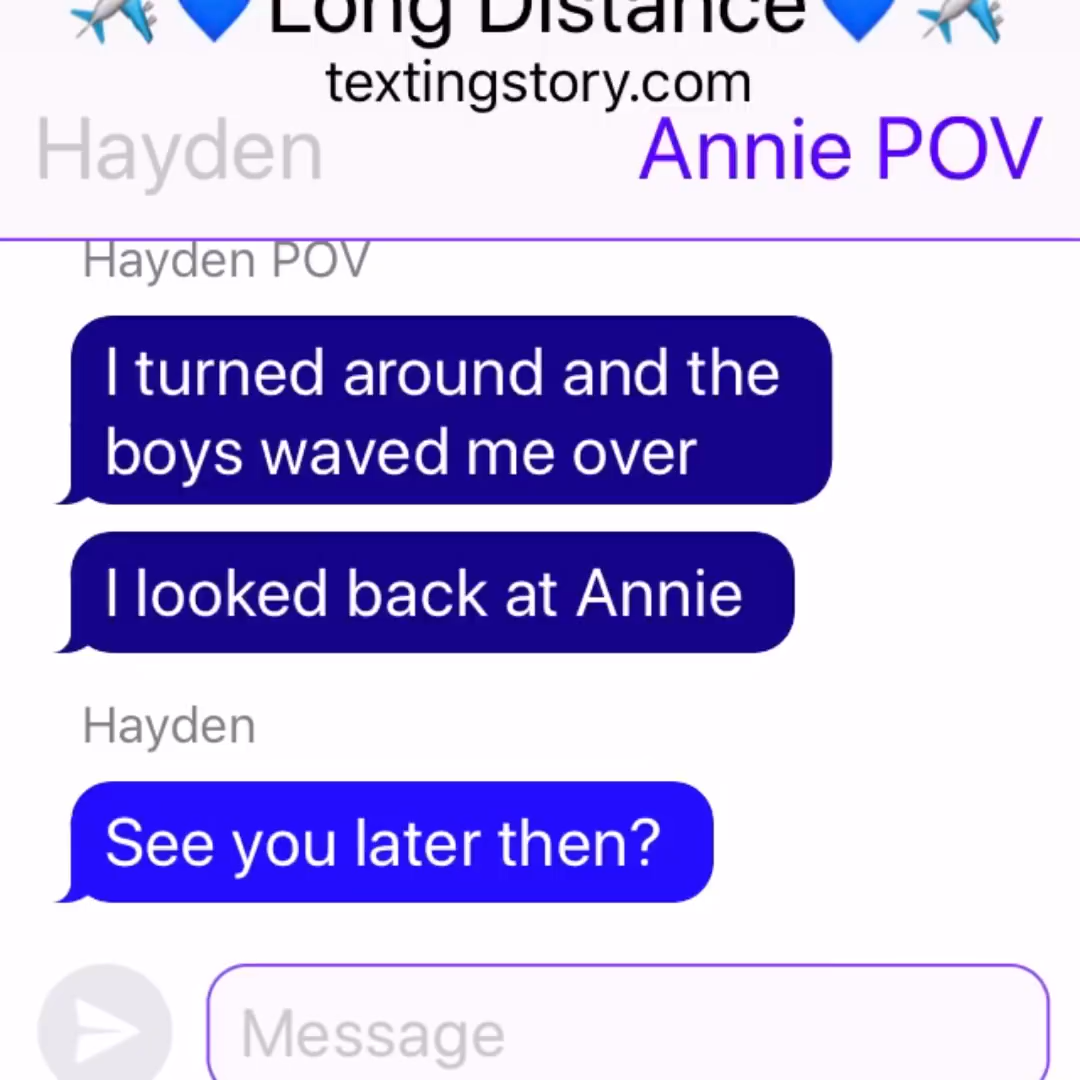 Long Distance
textingstory.com
Hayden Annie POV
Hayden POV
I turned around and the
boys waved me over
I looked back at Annie
Hayden
See you later then?
Message